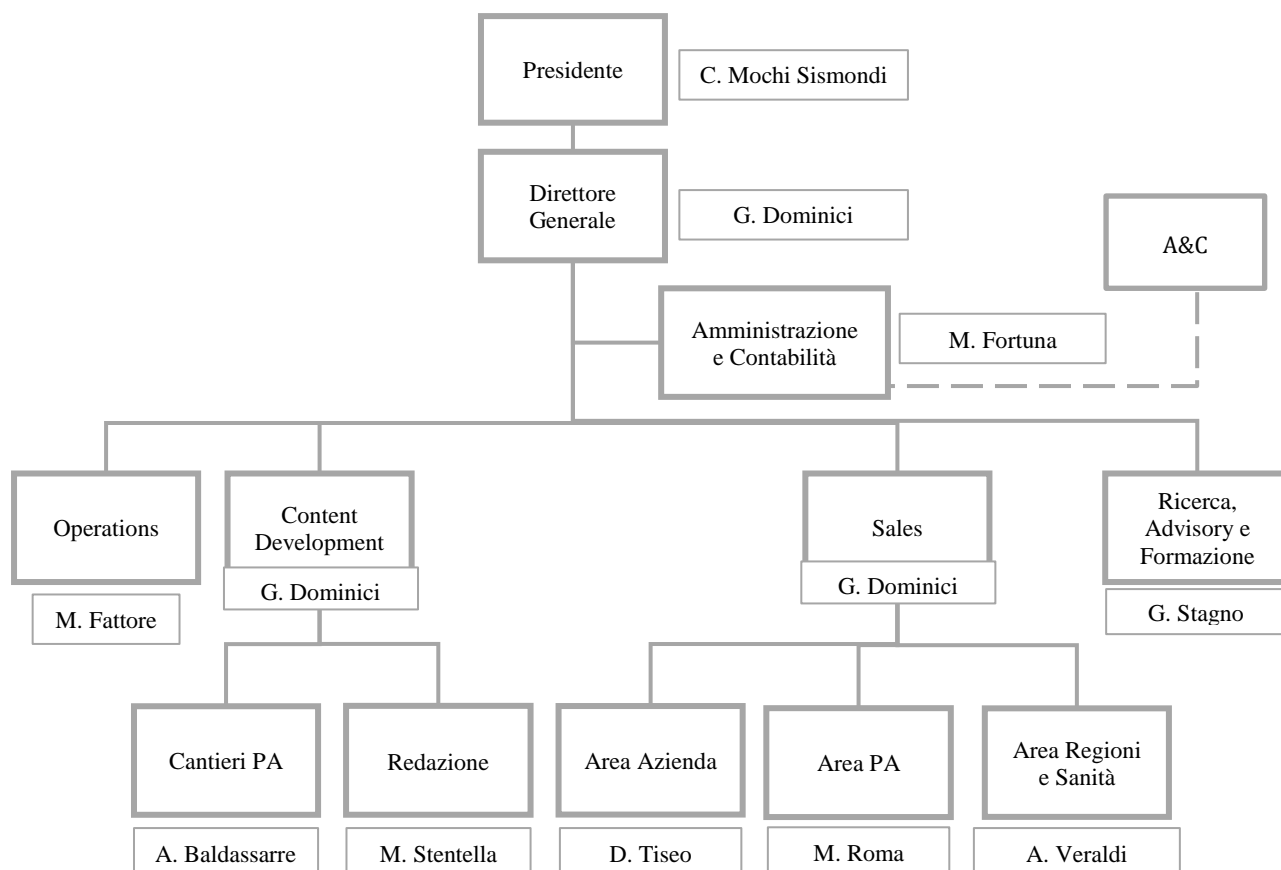 Presidente
C. Mochi Sismondi
Direttore
Generale
G. Dominici
A&C
Amministrazione
e Contabilità
M. Fortuna
Operations
M. Fattore
Content
Development
G. Dominici
Sales
G. Dominici
Ricerca,
Advisory e
Formazione
G. Stagno
Cantieri PA
A. Baldassarre
Redazione
M. Stentella
Area Azienda
D. Tiseo
Area PA
M. Roma
Area Regioni
e Sanità
A. Veraldi